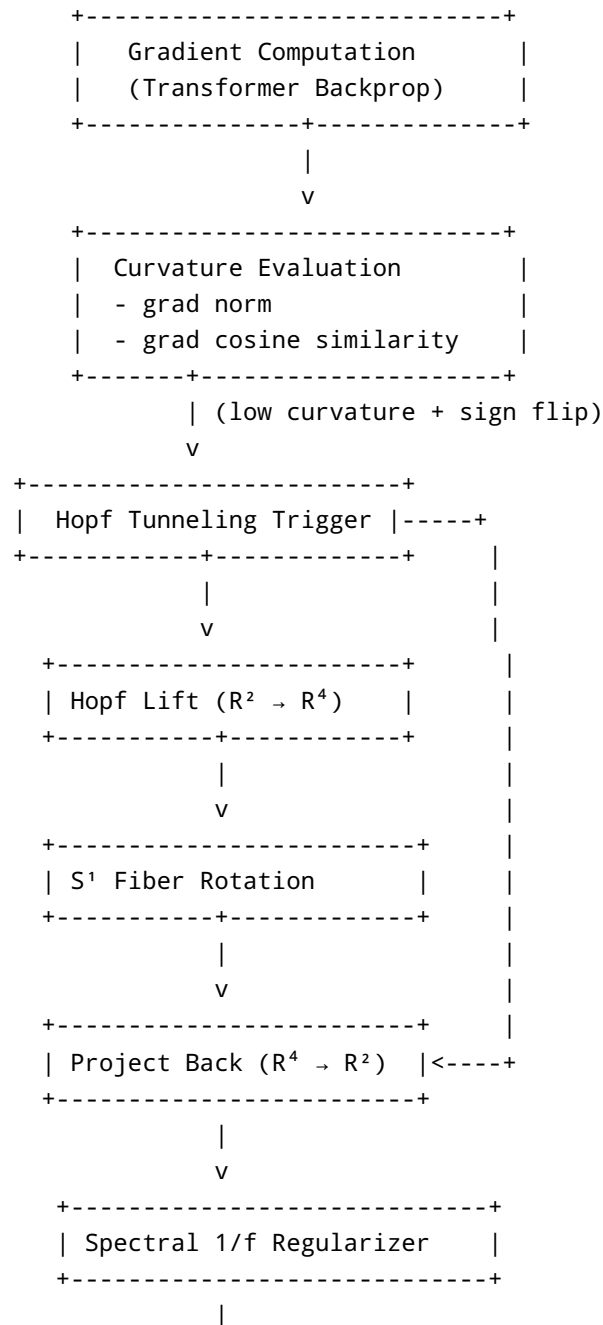 Gradient Computation
(Transformer Backprop)
Curvature Evaluation
- grad norm
- grad cosine similarity
(low curvature + sign flip)
Hopf Tunneling Trigger
Hopf Lift (R² → R⁴)
S¹ Fiber Rotation
Project Back (R⁴ → R²)
Spectral 1/f Regularizer